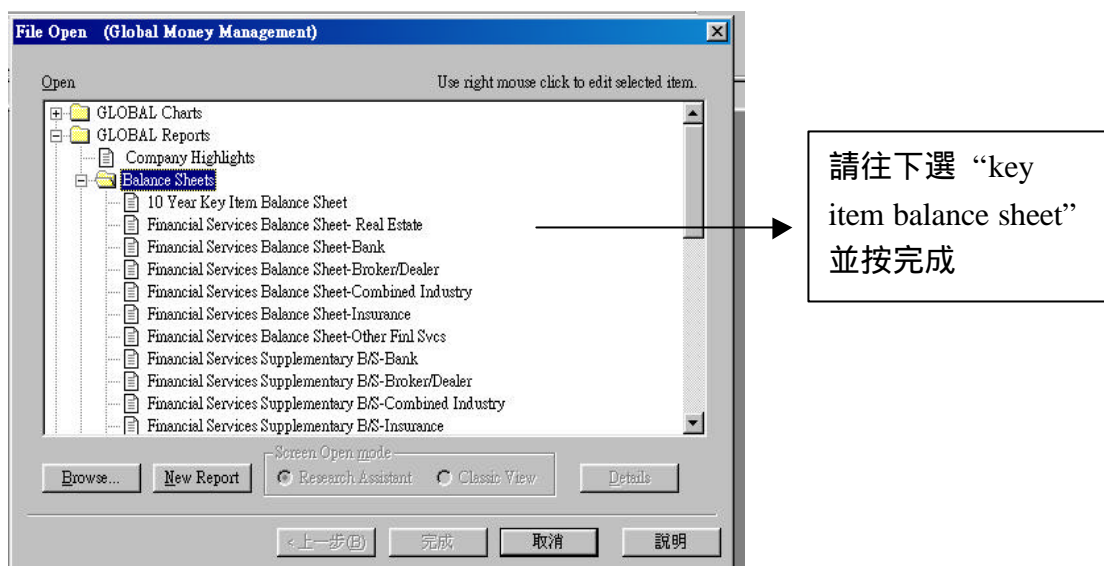 File Open (Global Money Management)
Open Use right mouse click to edit selected item.
GLOBAL Charts
GLOBAL Reports
Company Highlights
Balance Sheets
10 Year Key Item Balance Sheet
Financial Services Balance Sheet- Real Estate
Financial Services Balance Sheet-Bank
Financial Services Balance Sheet-Broker/Dealer
Financial Services Balance Sheet-Combined Industry
Financial Services Balance Sheet-Insurance
Financial Services Balance Sheet-Other Finl Svcs
Financial Services Supplementary B/S-Bank
Financial Services Supplementary B/S-Broker/Dealer
Financial Services Supplementary B/S-Combined Industry
Financial Services Supplementary B/S-Insurance
Screen Open mode
Browse... New Report Research Assistant Classic View Details
<上一步(B) 完成 取消 說明
請往下選 “key
item balance sheet”
並按完成